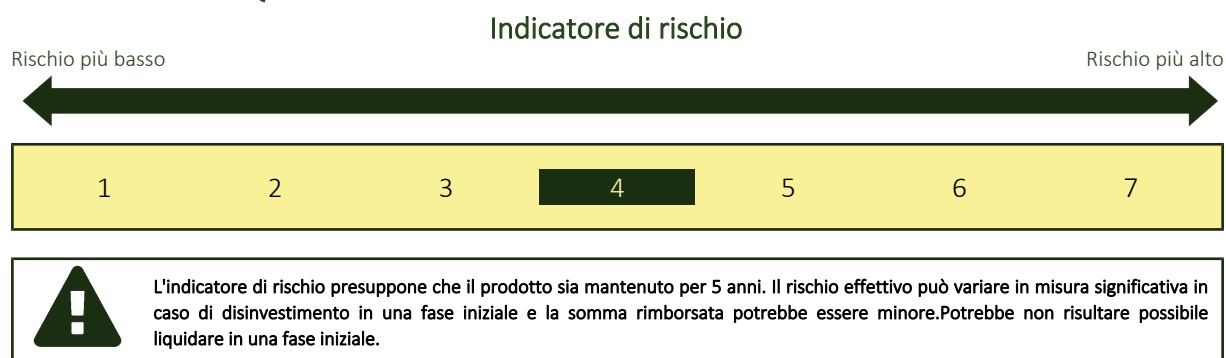 Indicatore di rischio
Rischio più basso
Rischio più alto
1 2 3 4 5 6 7
L'indicatore di rischio presuppone che il prodotto sia mantenuto per 5 anni. Il rischio effettivo può variare in misura significativa in
caso di disinvestimento in una fase iniziale e la somma rimborsata potrebbe essere minore.Potrebbe non risultare possibile
liquidare in una fase iniziale.